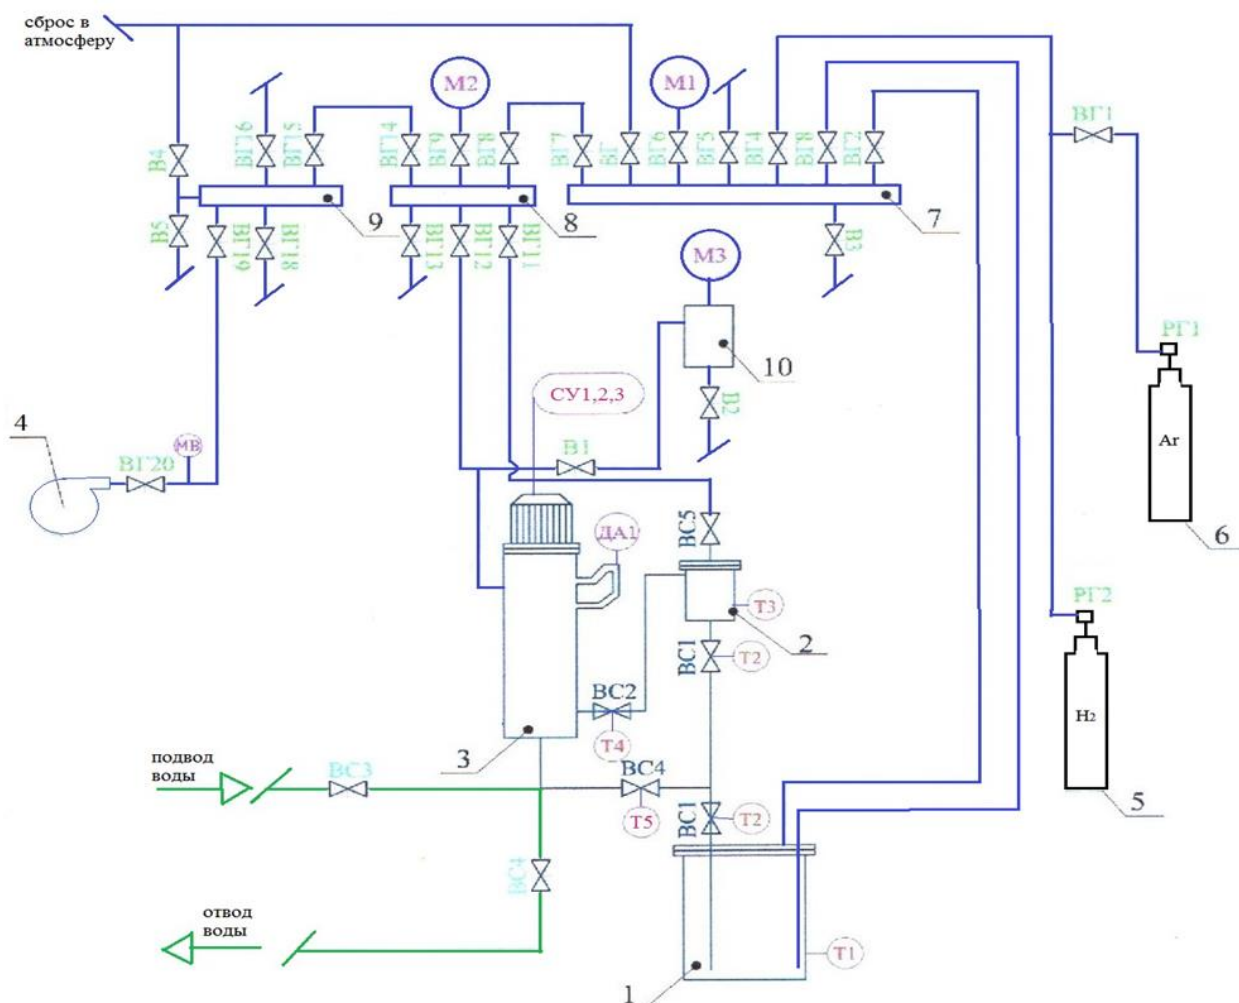 сброс в
атмосферу
М2
М1
ВГ16
ВГ15
ВГ14
ВГ9
ВГ8
ВГ7
ВГ
ВГ6
ВГ5
ВГ4
ВГ8
ВГ2
ВГ1
В4
9
8
7
В5
ВГ19
ВГ18
ВГ13
ВГ12
ВГ11
В3
М3
РГ1
10
СУ1,2,3
В2
Ar
4
МВ
ВГ20
В1
6
ВС5
ДА1
РГ2
Т3
2
ВС1
Т2
ВС2
H2
Т4
3
подвод
воды
ВС3
ВС4
Т5
ВС1
Т2
5
ВС4
отвод
воды
Т1
1